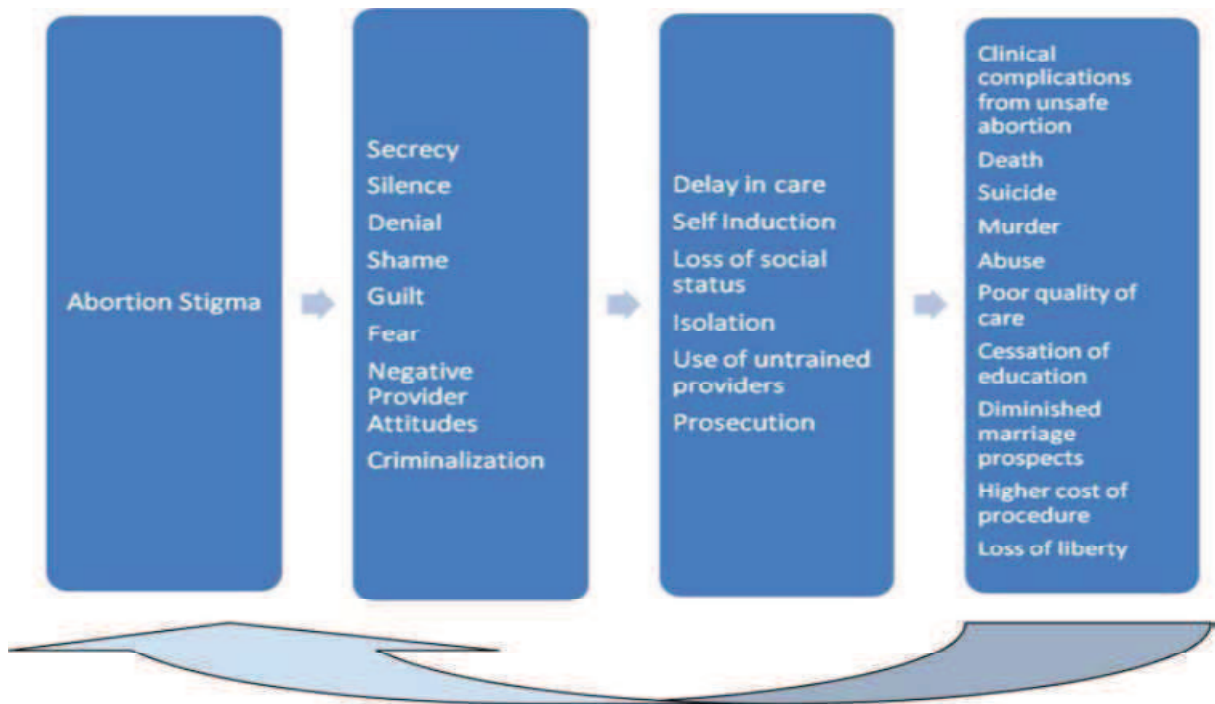 Abortion Stigma
Secrecy
Silence
Denial
Shame
Guilt
Fear
Negative
Provider
Attitudes
Criminalization
Delay in care
Self Induction
Loss of social
status
Isolation
Use of untrained
providers
Prosecution
Clinical
complications
from unsafe
abortion
Death
Suicide
Murder
Abuse
Poor quality of
care
Cessation of
education
Diminished
marriage
prospects
Higher cost of
procedure
Loss of liberty